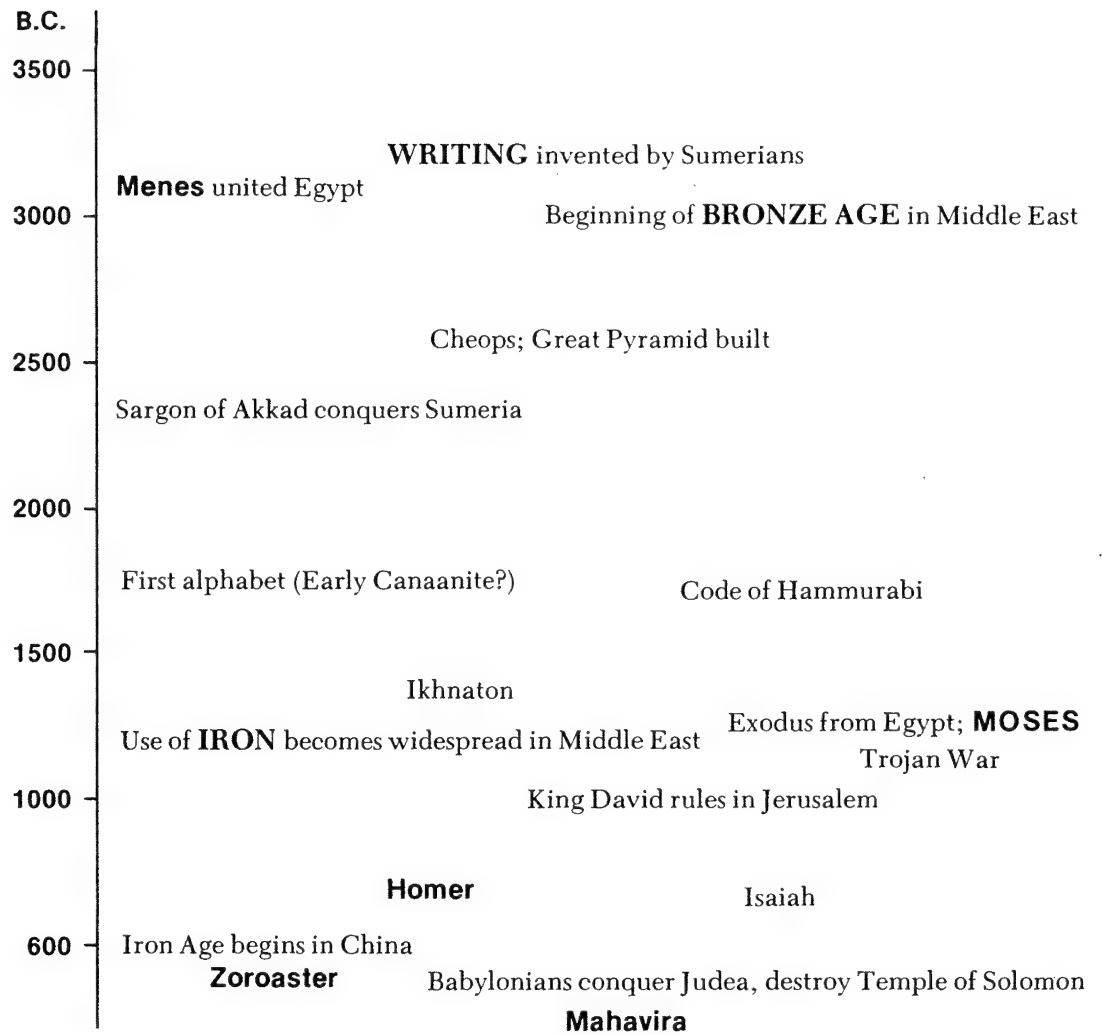 B.C.
3500
WRITING invented by Sumerians
Menes united Egypt
3000
Beginning of BRONZE AGE in Middle East
Cheops; Great Pyramid built
2500
Sargon of Akkad conquers Sumeria
2000
First alphabet (Early Canaanite?)
Code of Hammurabi
1500
Ikhnaton
Exodus from Egypt; MOSES
Use of IRON becomes widespread in Middle East
Trojan War
1000
King David rules in Jerusalem
Homer
Isaiah
600
Iron Age begins in China
Zoroaster
Babylonians conquer Judea, destroy Temple of Solomon
Mahavira